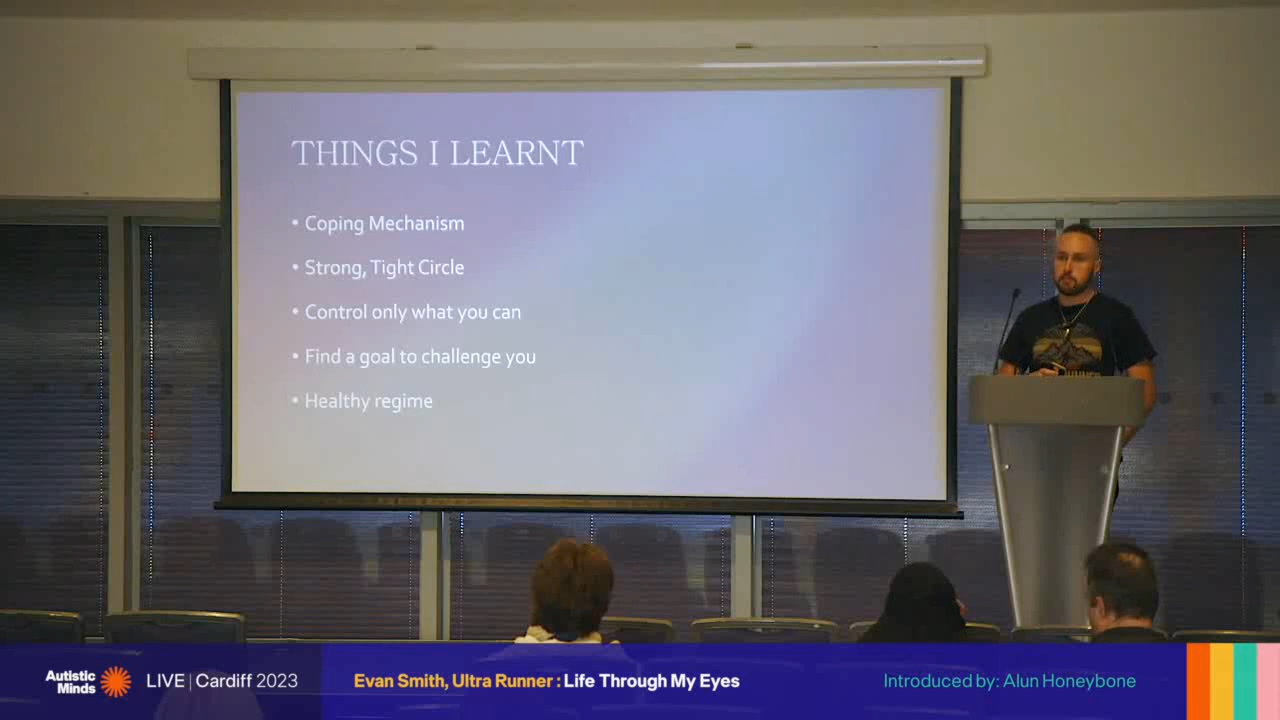 THINGS I LEARNT
• Coping Mechanism
• Strong, Tight Circle
• Control only what you can
• Find a goal to challenge you
• Healthy regime
Autistic
Minds
LIVE | Cardiff 2023
Evan Smith, Ultra Runner : Life Through My Eyes
Introduced by: Alun Honeybone